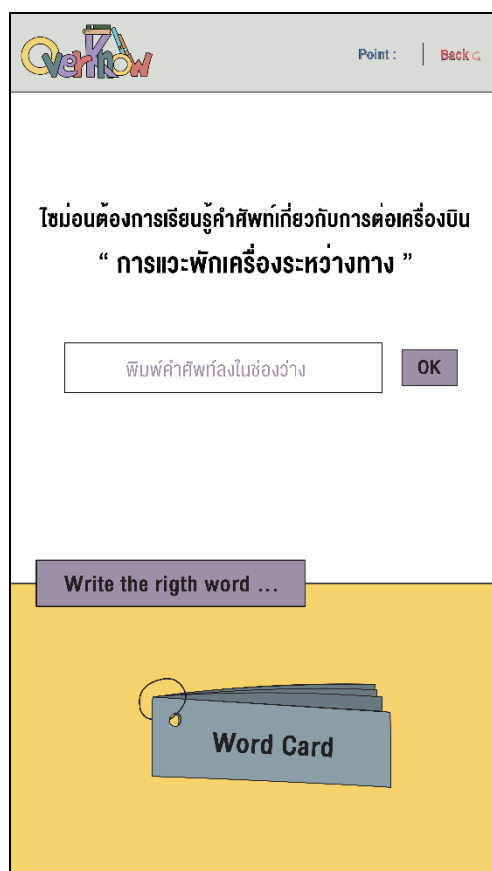 OverKnow
Point : | Back
ไซม่อนต้องการเรียนรู้คำศัพท์เกี่ยวกับการต่อเครื่องบิน
“ การแวะพักเครื่องระหว่างทาง ”
พิมพ์คำศัพท์ลงในช่องว่าง
OK
Write the rigth word ...
Word Card